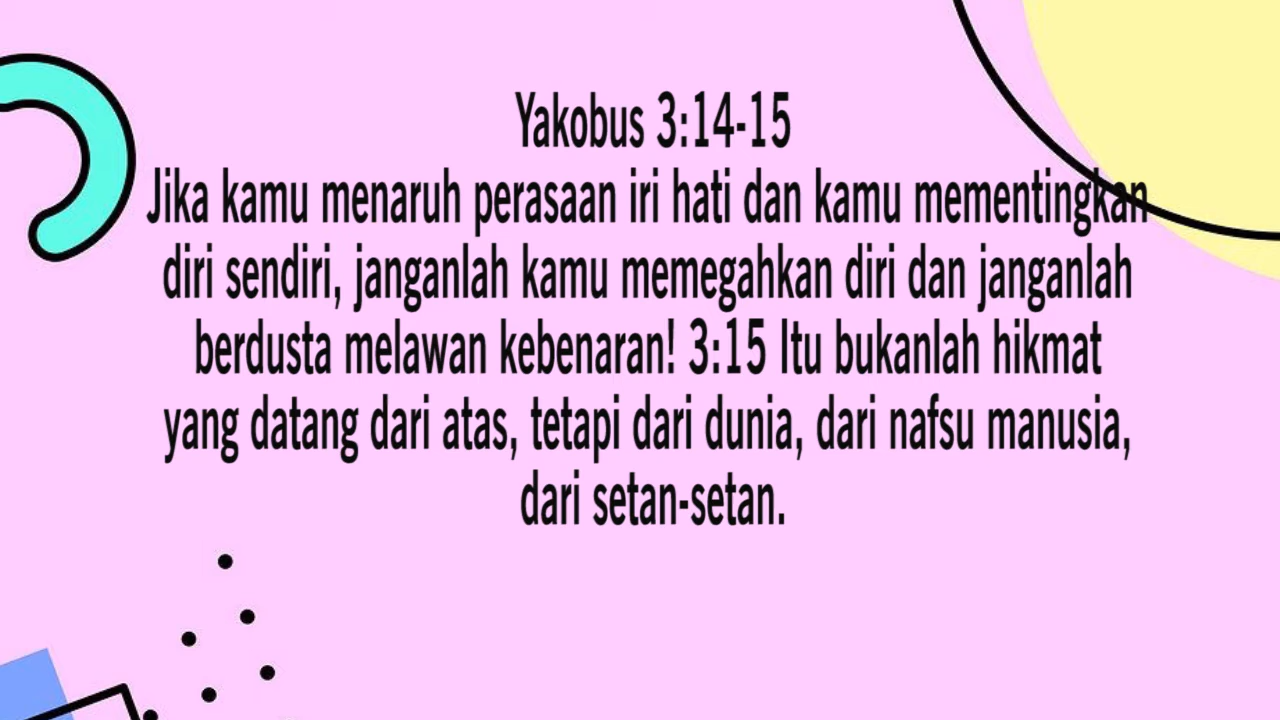 Yakobus 3:14-15
Jika kamu menaruh perasaan iri hati dan kamu mementingkan
diri sendiri, janganlah kamu memegahkan diri dan janganlah
berdusta melawan kebenaran! 3:15 Itu bukanlah hikmat
yang datang dari atas, tetapi dari dunia, dari nafsu manusia,
dari setan-setan.